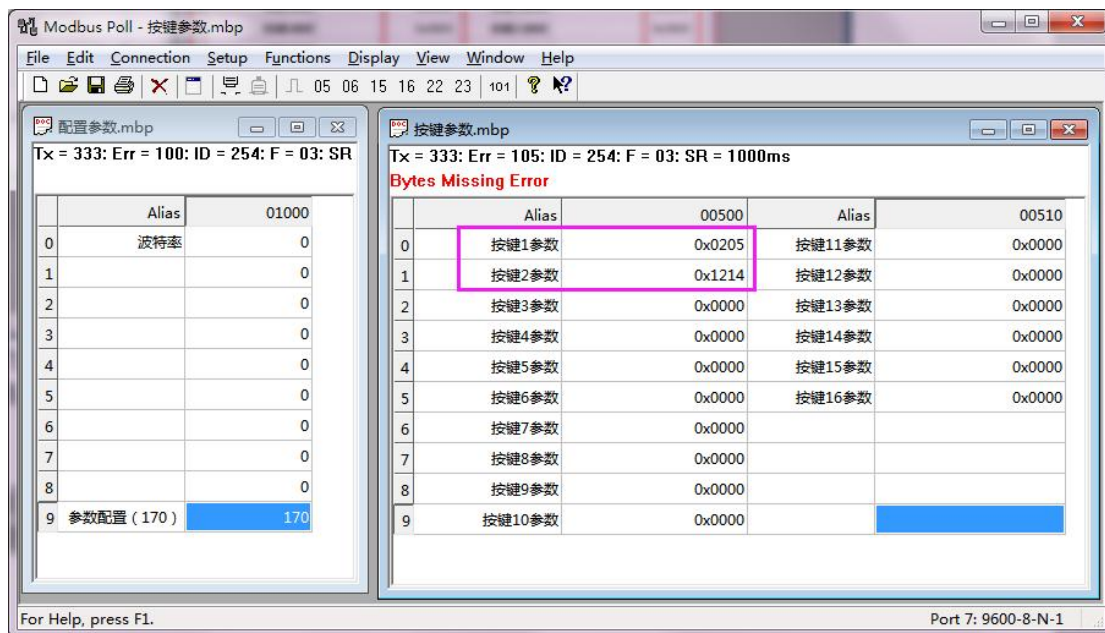 Modbus Poll - 按键参数.mbp
File Edit Connection Setup Functions Display View Window Help
05 06 15 16 22 23 101
配置参数.mbp
Tx = 333: Err = 100: ID = 254: F = 03: SR
Alias 01000
0 波特率 0
1 0
2 0
3 0
4 0
5 0
6 0
7 0
8 0
9 参数配置（170） 170
按键参数.mbp
Tx = 333: Err = 105: ID = 254: F = 03: SR = 1000ms
Bytes Missing Error
Alias 00500 Alias 00510
0 按键1参数 0x0205 按键11参数 0x0000
1 按键2参数 0x1214 按键12参数 0x0000
2 按键3参数 0x0000 按键13参数 0x0000
3 按键4参数 0x0000 按键14参数 0x0000
4 按键5参数 0x0000 按键15参数 0x0000
5 按键6参数 0x0000 按键16参数 0x0000
6 按键7参数 0x0000
7 按键8参数 0x0000
8 按键9参数 0x0000
9 按键10参数 0x0000
For Help, press F1.
Port 7: 9600-8-N-1